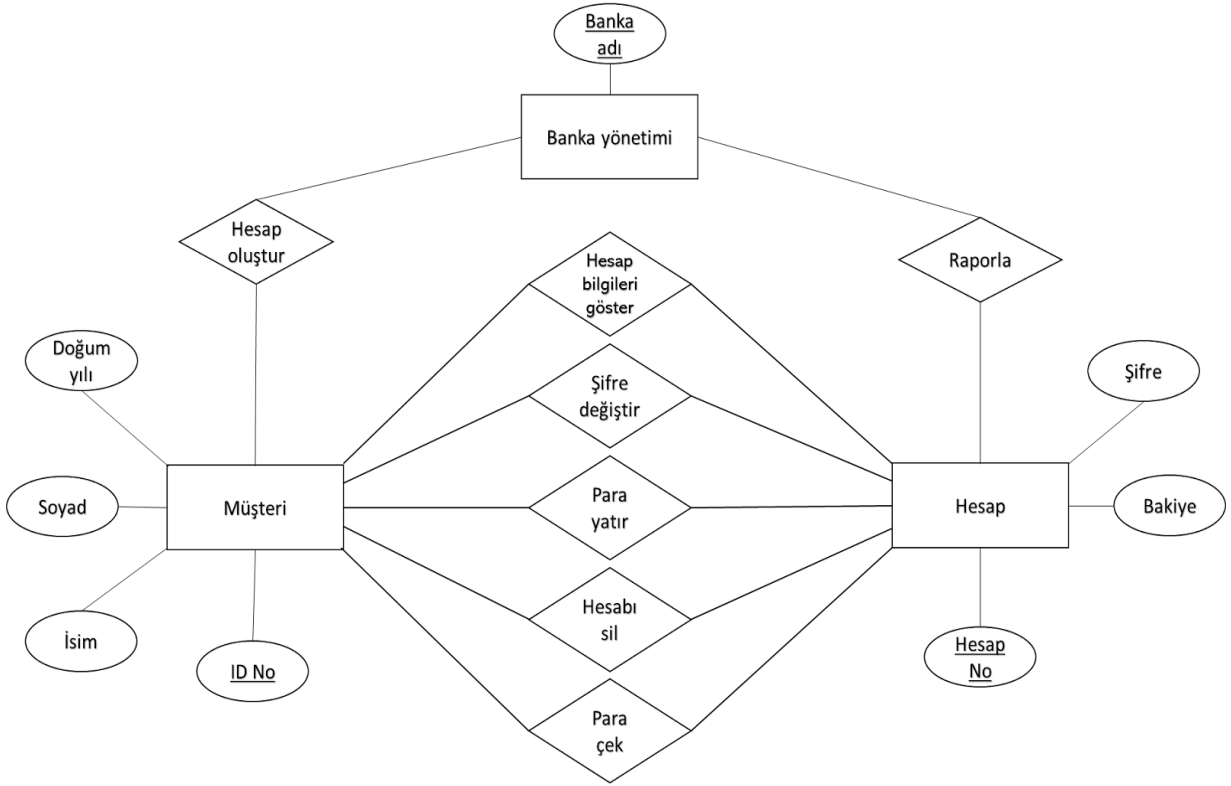 Banka
adı
Banka yönetimi
Hesap
oluştur
Hesap
bilgileri
göster
Raporla
Doğum
yılı
Şifre
değiştir
Şifre
Soyad
Müşteri
Para
yatır
Hesap
Bakiye
İsim
ID No
Hesabı
sil
Hesap
No
Para
çek